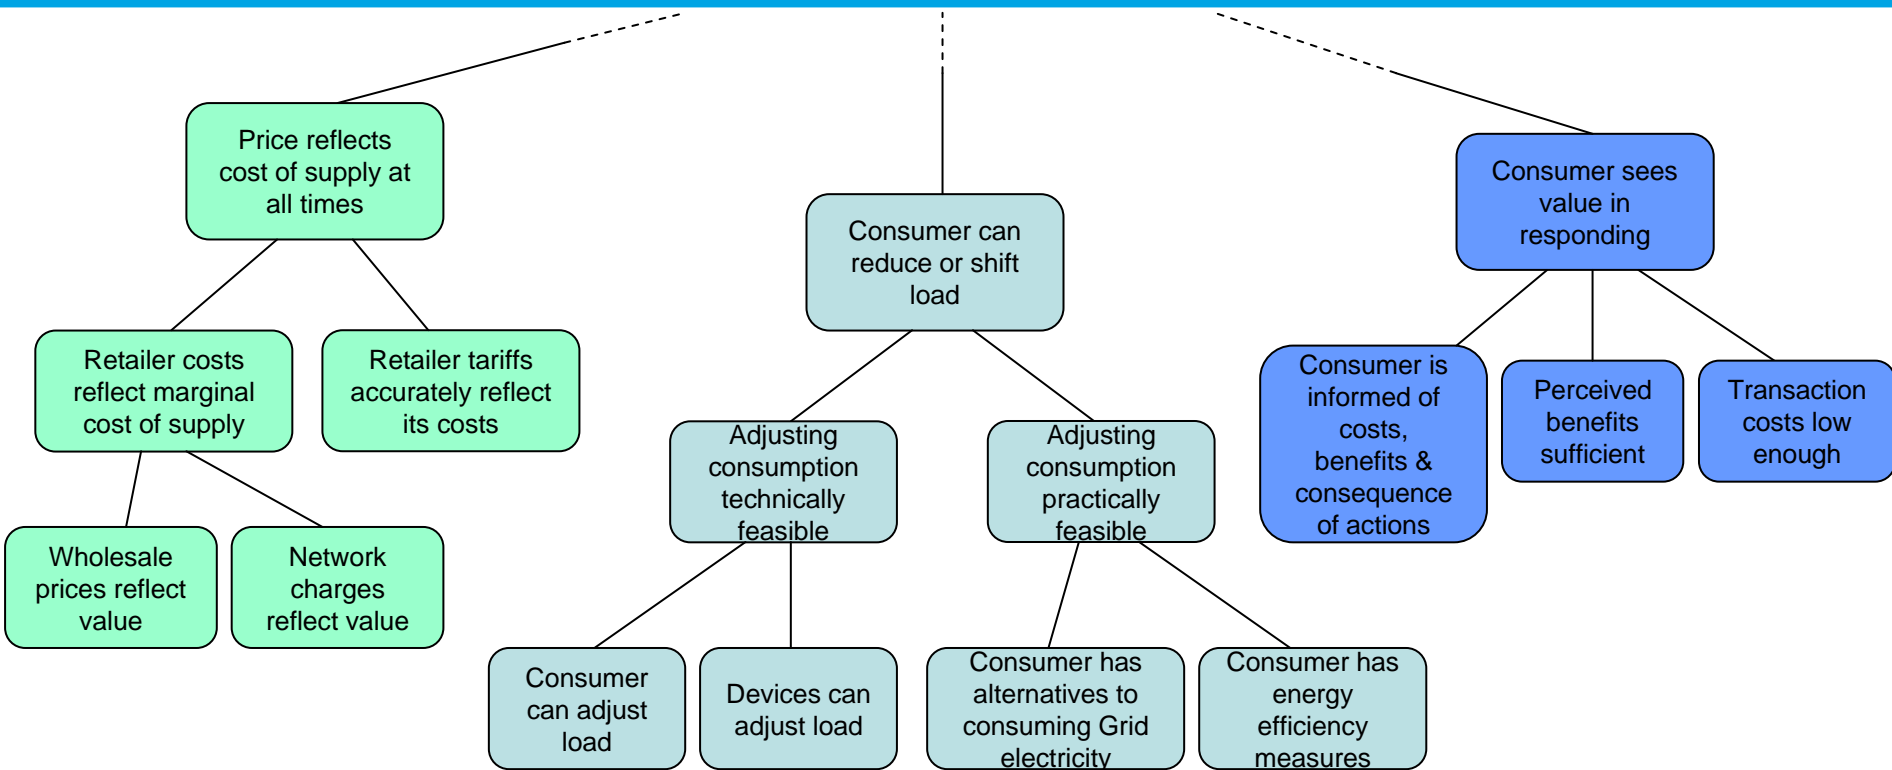 Price reflects
cost of supply at
all times
Consumer sees
value in
responding
Consumer can
reduce or shift
load
Retailer costs
reflect marginal
cost of supply
Retailer tariffs
accurately reflect
its costs
Consumer is
informed of
costs,
benefits &
consequence
of actions
Perceived
benefits
sufficient
Transaction
costs low
enough
Adjusting
consumption
technically
feasible
Adjusting
consumption
practically
feasible
Wholesale
prices reflect
value
Network
charges
reflect value
Consumer
can adjust
load
Devices can
adjust load
Consumer has
alternatives to
consuming Grid
electricity
Consumer has
energy
efficiency
measures